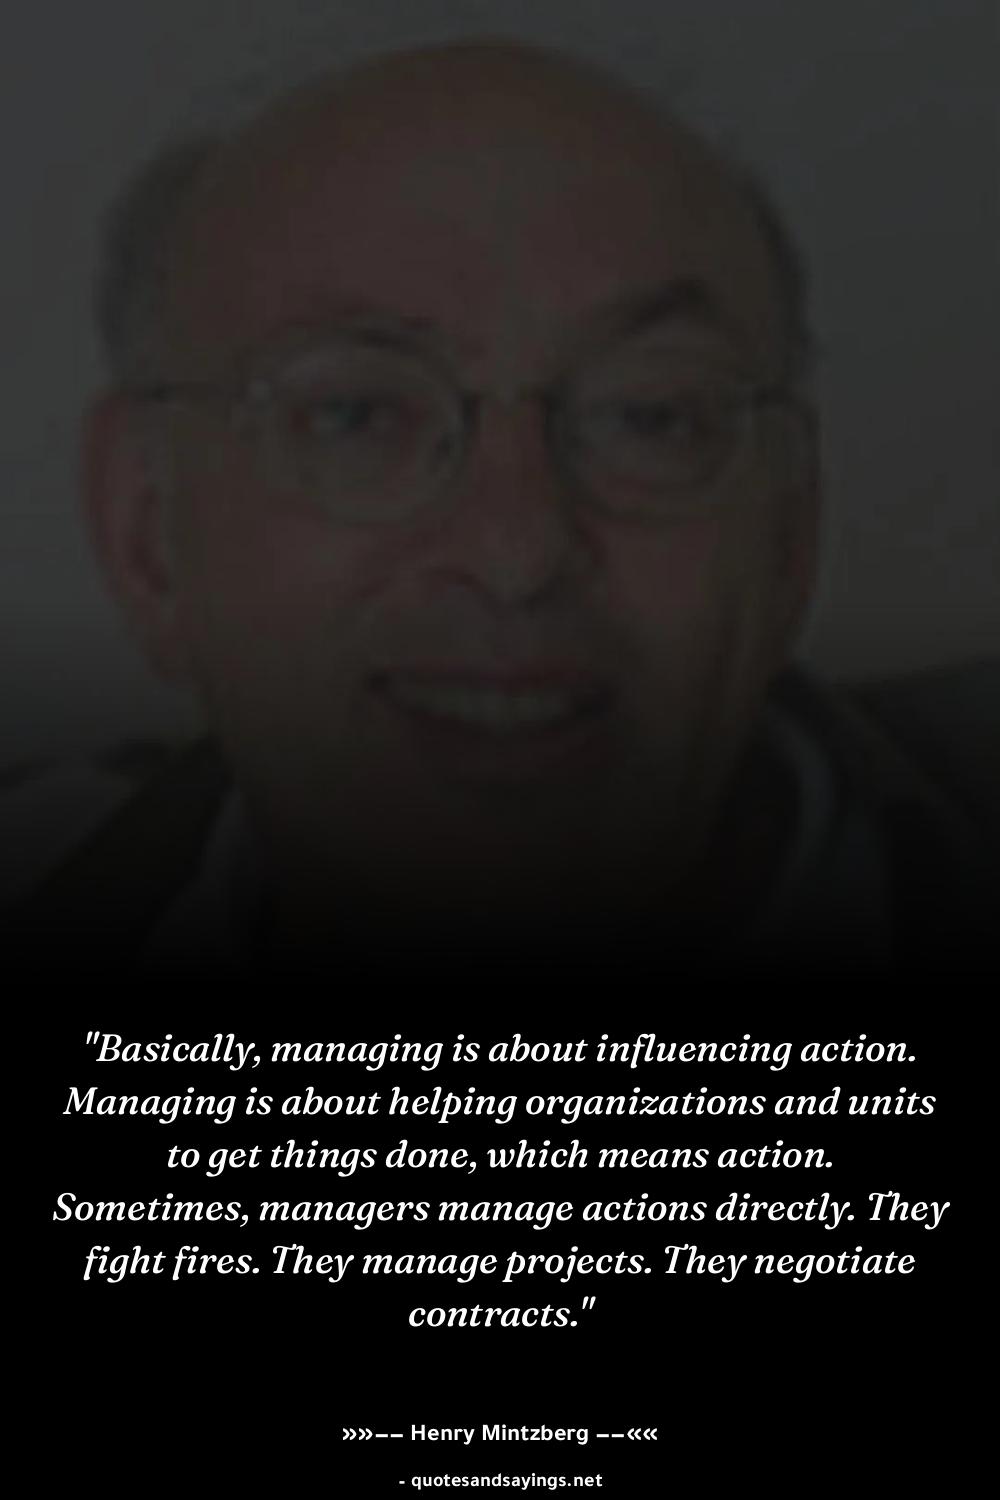 "Basically, managing is about influencing action.
Managing is about helping organizations and units
to get things done, which means action.
Sometimes, managers manage actions directly. They
fight fires. They manage projects. They negotiate
contracts."
»»-- Henry Mintzberg --««
- quotesandsayings.net